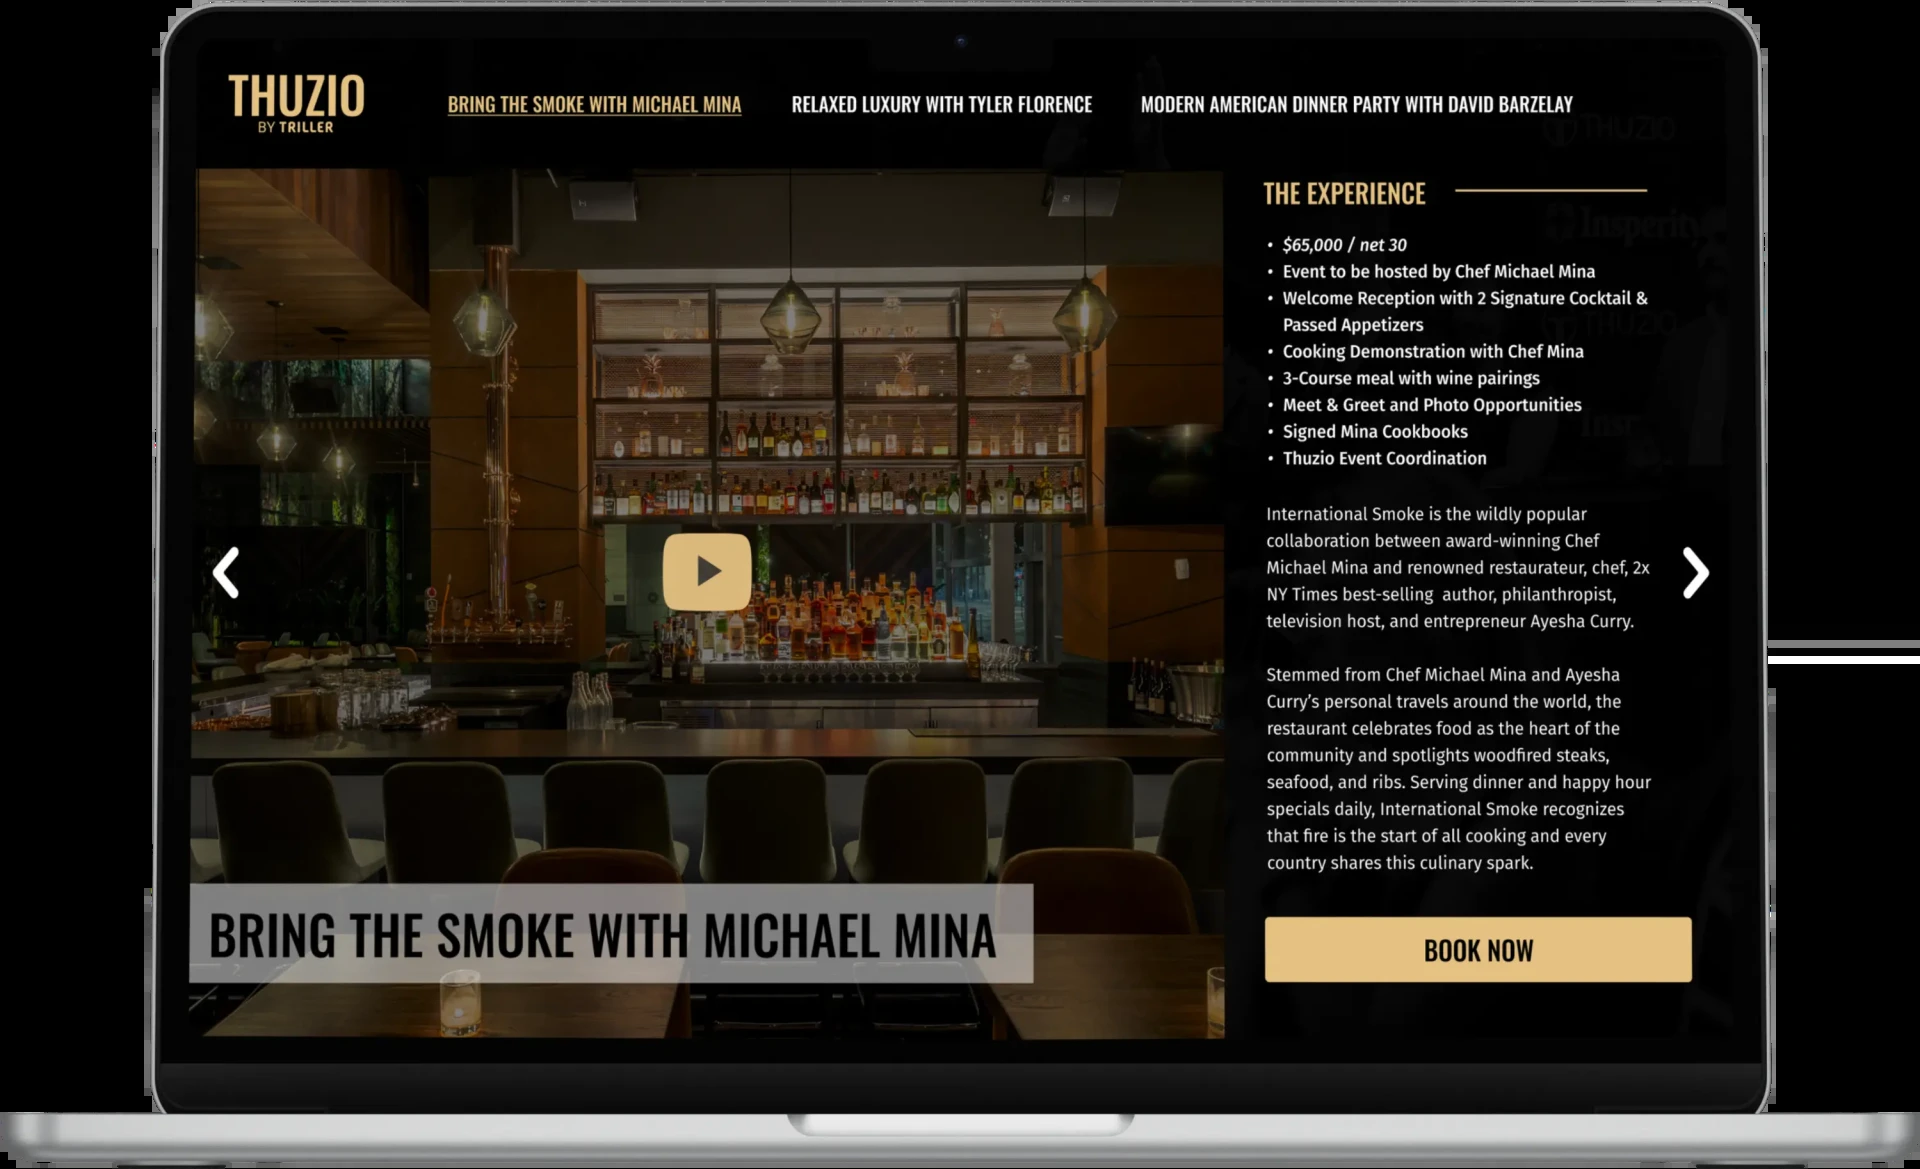 THUZIO
BY TRILLER
BRING THE SMOKE WITH MICHAEL MINA
RELAXED LUXURY WITH TYLER FLORENCE
MODERN AMERICAN DINNER PARTY WITH DAVID BARZELAY
THUZIO
Insperity
THUZIO
BRING THE SMOKE WITH MICHAEL MINA
THE EXPERIENCE
• $65,000 / net 30
• Event to be hosted by Chef Michael Mina
• Welcome Reception with 2 Signature Cocktail &
Passed Appetizers
• Cooking Demonstration with Chef Mina
• 3-Course meal with wine pairings
• Meet & Greet and Photo Opportunities
• Signed Mina Cookbooks
• Thuzio Event Coordination
International Smoke is the wildly popular
collaboration between award-winning Chef
Michael Mina and renowned restaurateur, chef, 2x
NY Times best-selling  author, philanthropist,
television host, and entrepreneur Ayesha Curry.
Stemmed from Chef Michael Mina and Ayesha
Curry’s personal travels around the world, the
restaurant celebrates food as the heart of the
community and spotlights woodfired steaks,
seafood, and ribs. Serving dinner and happy hour
specials daily, International Smoke recognizes
that fire is the start of all cooking and every
country shares this culinary spark.
BOOK NOW